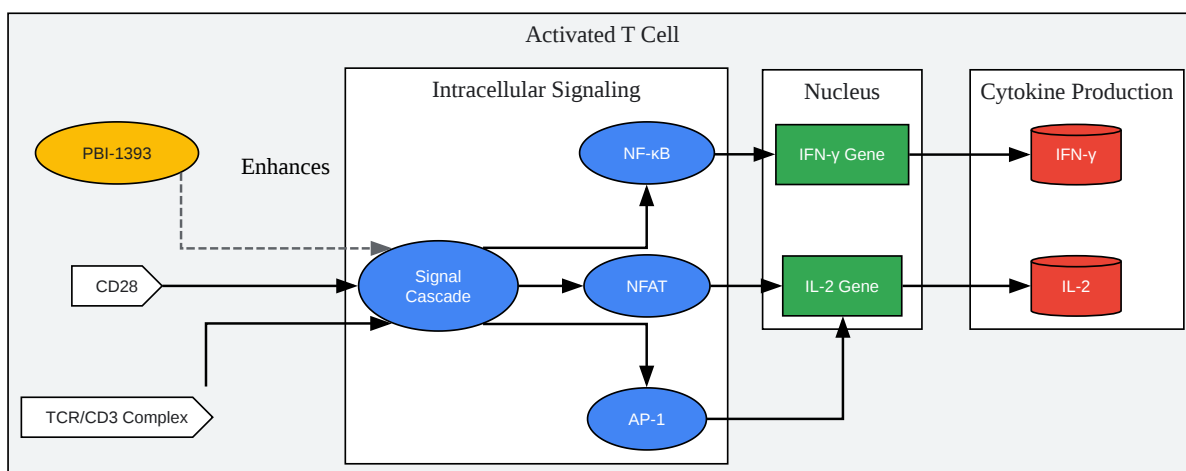 Activated T Cell
Intracellular Signaling
Nucleus
Cytokine Production
PBI-1393
Enhances
NF-κB
IFN-γ Gene
IFN-γ
CD28
Signal
Cascade
NFAT
IL-2 Gene
IL-2
TCR/CD3 Complex
AP-1